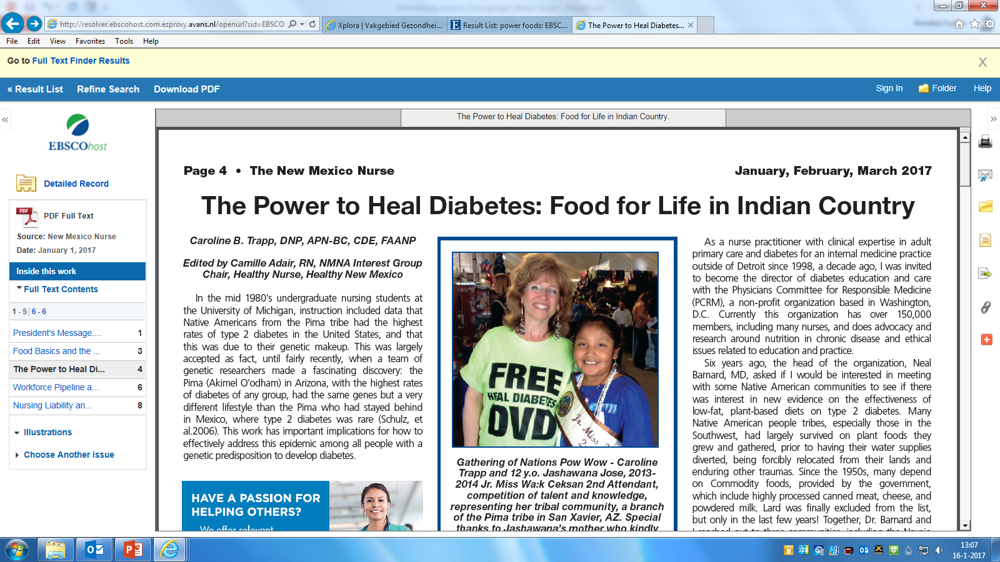 http://resolver.ebscohost.com.ezproxy.avans.nl/openurl?sid=EBSCO
Xplora | Vakgebied Gezondhei...
Result List: power foods: EBSC...
The Power to Heal Diabetes...
File Edit View Favorites Tools Help
Go to Full Text Finder Results
X
« Result List Refine Search Download PDF
Sign In Folder Help
«
»
EBSCOhost
Detailed Record
PDF
PDF Full Text
Source: New Mexico Nurse
Date: January 1, 2017
Inside this work
Full Text Contents
1 - 5 | 6 - 6
President's Message.... 1
Food Basics and the ... 3
The Power to Heal Di... 4
Workforce Pipeline a... 6
Nursing Liability an... 8
Illustrations
Choose Another Issue
The Power to Heal Diabetes: Food for Life in Indian Country.
Page 4 • The New Mexico Nurse
January, February, March 2017
The Power to Heal Diabetes: Food for Life in Indian Country
Caroline B. Trapp, DNP, APN-BC, CDE, FAANP
Edited by Camille Adair, RN, NMNA Interest Group
Chair, Healthy Nurse, Healthy New Mexico
In the mid 1980's undergraduate nursing students at
the University of Michigan, instruction included data that
Native Americans from the Pima tribe had the highest
rates of type 2 diabetes in the United States, and that
this was due to their genetic makeup. This was largely
accepted as fact, until fairly recently, when a team of
genetic researchers made a fascinating discovery: the
Pima (Akimel O'odham) in Arizona, with the highest rates
of diabetes of any group, had the same genes but a very
different lifestyle than the Pima who had stayed behind
in Mexico, where type 2 diabetes was rare (Schulz, et
al.2006). This work has important implications for how to
effectively address this epidemic among all people with a
genetic predisposition to develop diabetes.
HAVE A PASSION FOR
HELPING OTHERS?
We offer relevant
FREE
HEAL DIABETES
DVD
Jr. Miss
Gathering of Nations Pow Wow - Caroline
Trapp and 12 y.o. Jashawana Jose, 2013-
2014 Jr. Miss Wa:k Ceksan 2nd Attendant,
competition of talent and knowledge,
representing her tribal community, a branch
of the Pima tribe in San Xavier, AZ. Special
thanks to Jashawana's mother who kindly
As a nurse practitioner with clinical expertise in adult
primary care and diabetes for an internal medicine practice
outside of Detroit since 1998, a decade ago, I was invited
to become the director of diabetes education and care
with the Physicians Committee for Responsible Medicine
(PCRM), a non-profit organization based in Washington,
D.C. Currently this organization has over 150,000
members, including many nurses, and does advocacy and
research around nutrition in chronic disease and ethical
issues related to education and practice.
Six years ago, the head of the organization, Neal
Barnard, MD, asked if I would be interested in meeting
with some Native American communities to see if there
was interest in new evidence on the effectiveness of
low-fat, plant-based diets on type 2 diabetes. Many
Native American people tribes, especially those in the
Southwest, had largely survived on plant foods they
grew and gathered, prior to having their water supplies
diverted, being forcibly relocated from their lands and
enduring other traumas. Since the 1950s, many depend
on Commodity foods, provided by the government,
which include highly processed canned meat, cheese, and
powdered milk. Lard was finally excluded from the list,
but only in the last few years! Together, Dr. Barnard and
13:07
16-1-2017